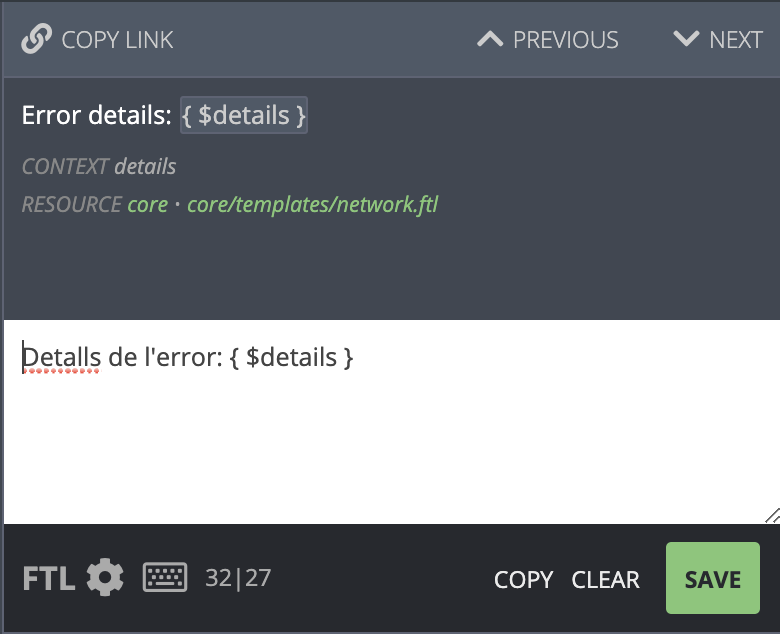 COPY LINK PREVIOUS NEXT
Error details: { $details }
CONTEXT details
RESOURCE core • core/templates/network.ftl
Detalls de l'error: { $details }
FTL 32|27 COPY CLEAR SAVE